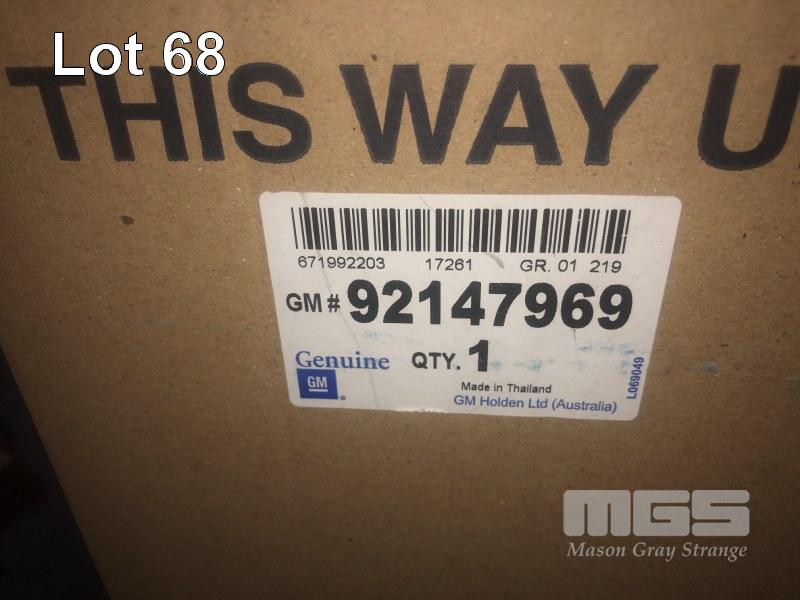 Lot 68
THIS WAY U
671992203 17261 GR. 01 219
GM# 92147969
Genuine QTY. 1
GM
Made in Thailand
GM Holden Ltd (Australia)
L069049
MGS
Mason Gray Strange